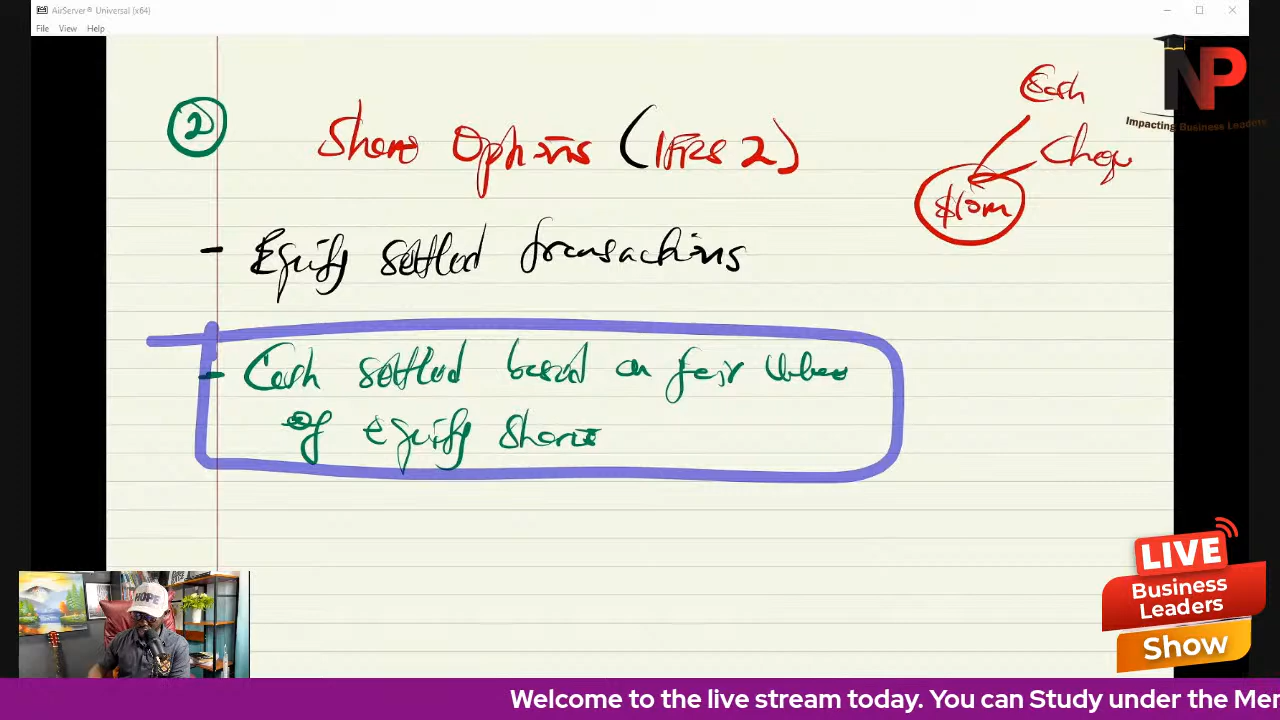 AirServer® Universal (x64)
File View Help
2
Share Options (IFRS 2)
Cash
Cheq
$10m
NP
Impacting Business Leaders
- Equity settled transactions
- Cash settled based on fair value
of equity shares
HOPE
LIVE
Business
Leaders
Show
Welcome to the live stream today. You can Study under the Mer